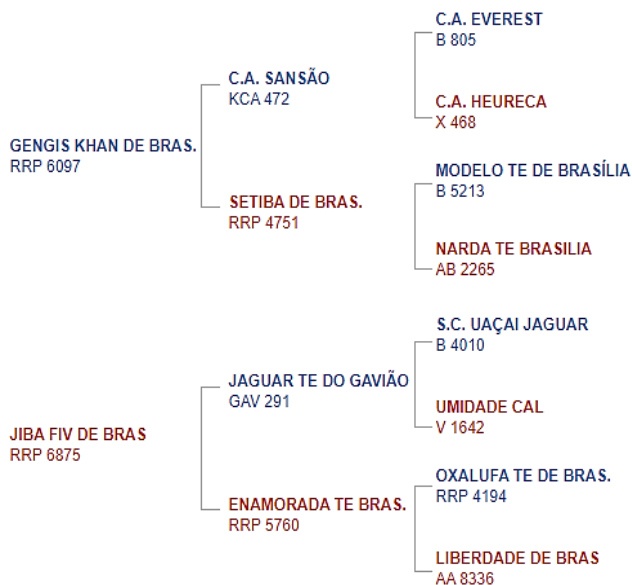 C.A. EVEREST
B 805
C.A. SANSÃO
KCA 472
C.A. HEURECA
X 468
GENGIS KHAN DE BRAS.
RRP 6097
MODELO TE DE BRASÍLIA
B 5213
SETIBA DE BRAS.
RRP 4751
NARDA TE BRASILIA
AB 2265
S.C. UAÇAI JAGUAR
B 4010
JAGUAR TE DO GAVIÃO
GAV 291
UMIDADE CAL
V 1642
JIBA FIV DE BRAS
RRP 6875
OXALUFA TE DE BRAS.
RRP 4194
ENAMORADA TE BRAS.
RRP 5760
LIBERDADE DE BRAS
AA 8336